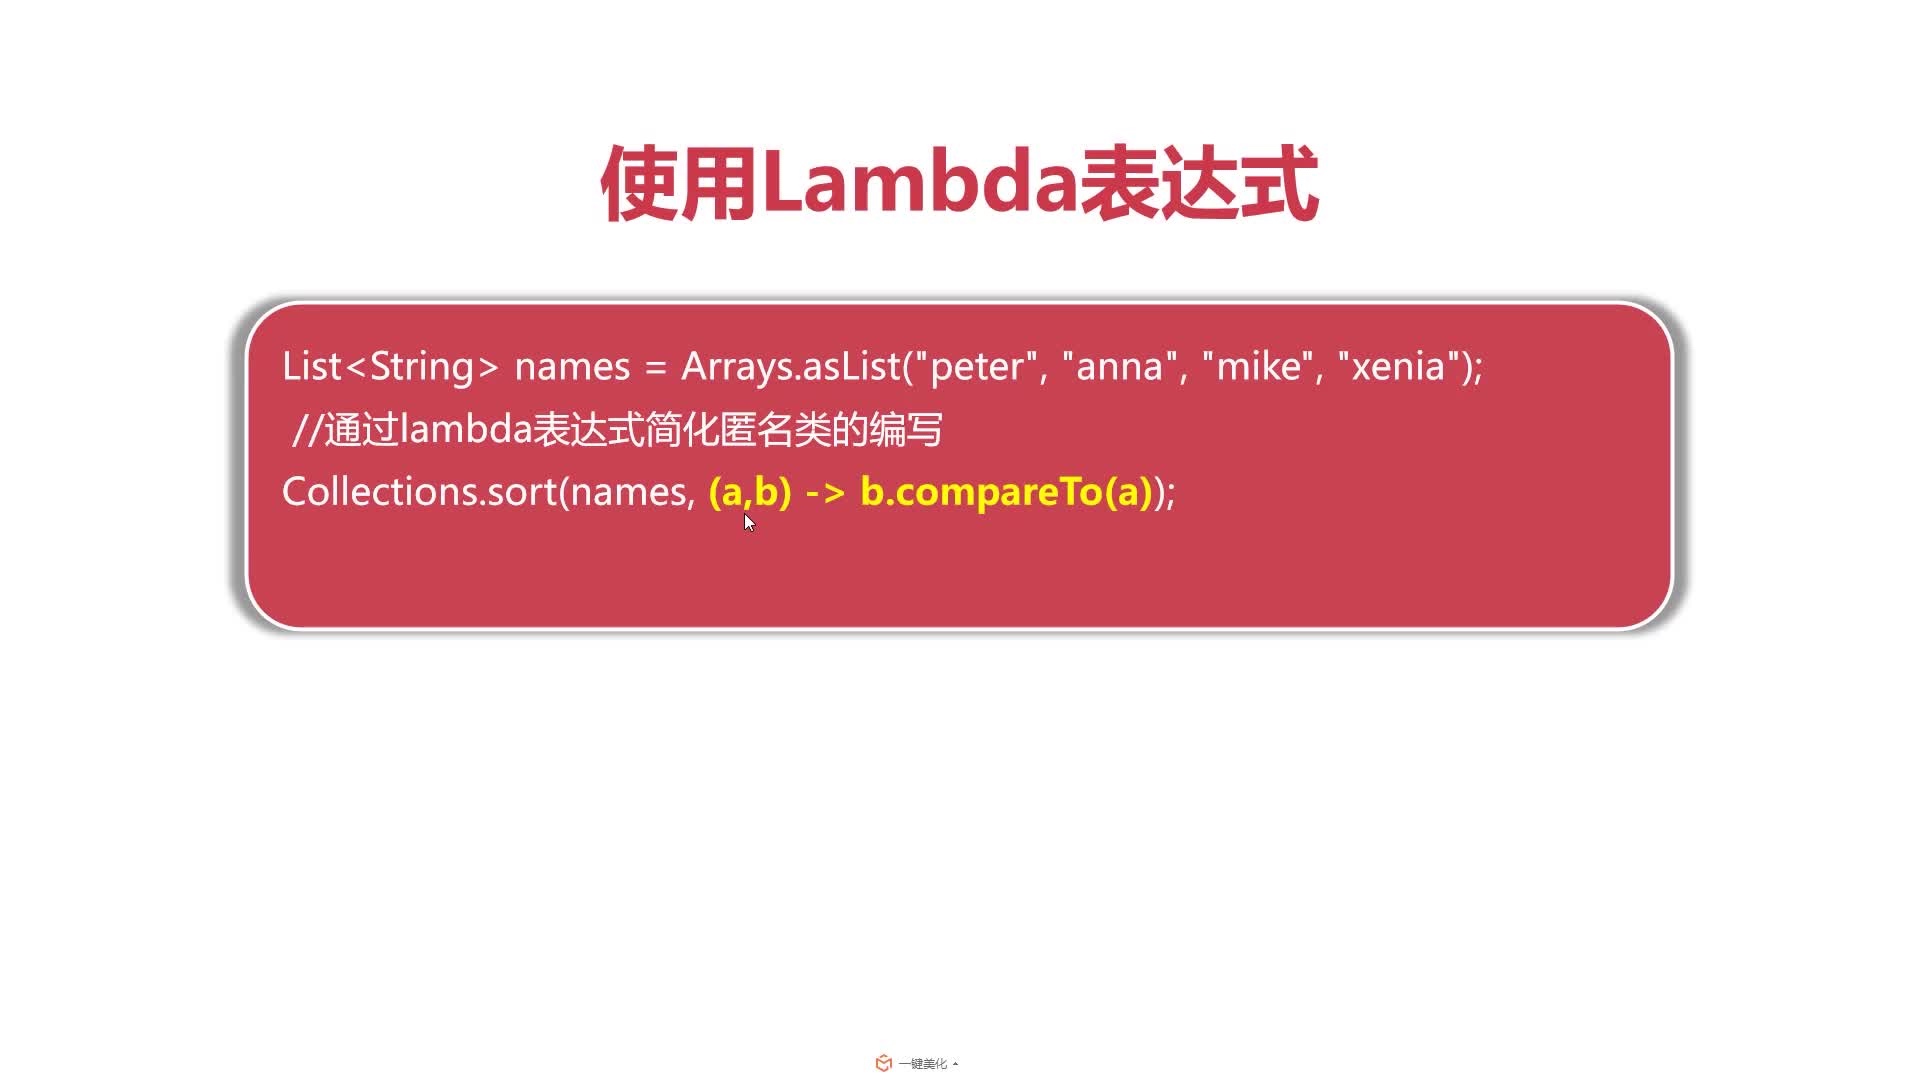 使用Lambda表达式
List<String> names = Arrays.asList("peter", "anna", "mike", "xenia");
//通过lambda表达式简化匿名类的编写
Collections.sort(names, (a,b) -> b.compareTo(a));
一键美化